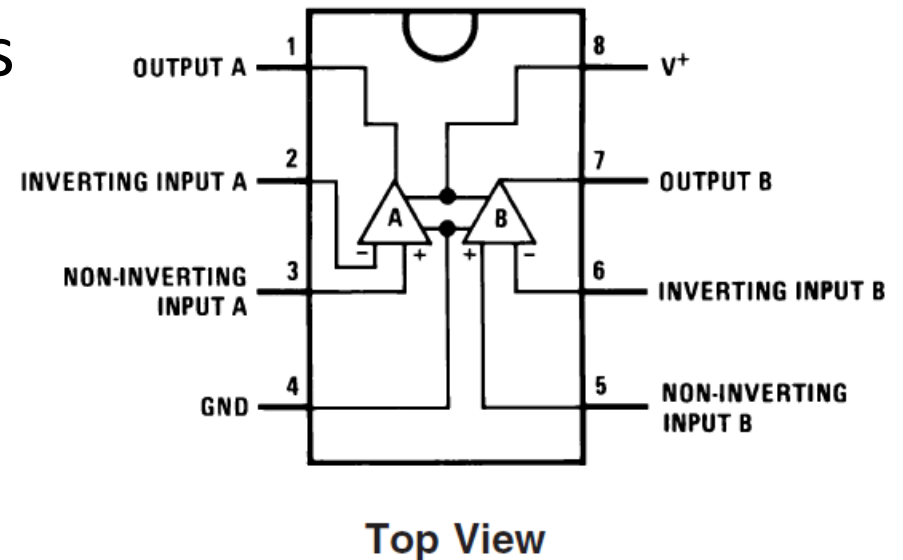 s
1
OUTPUT A
8
V+
2
INVERTING INPUT A
7
OUTPUT B
A
B
-
+
+
-
3
NON-INVERTING
INPUT A
6
INVERTING INPUT B
4
GND
5
NON-INVERTING
INPUT B
Top View